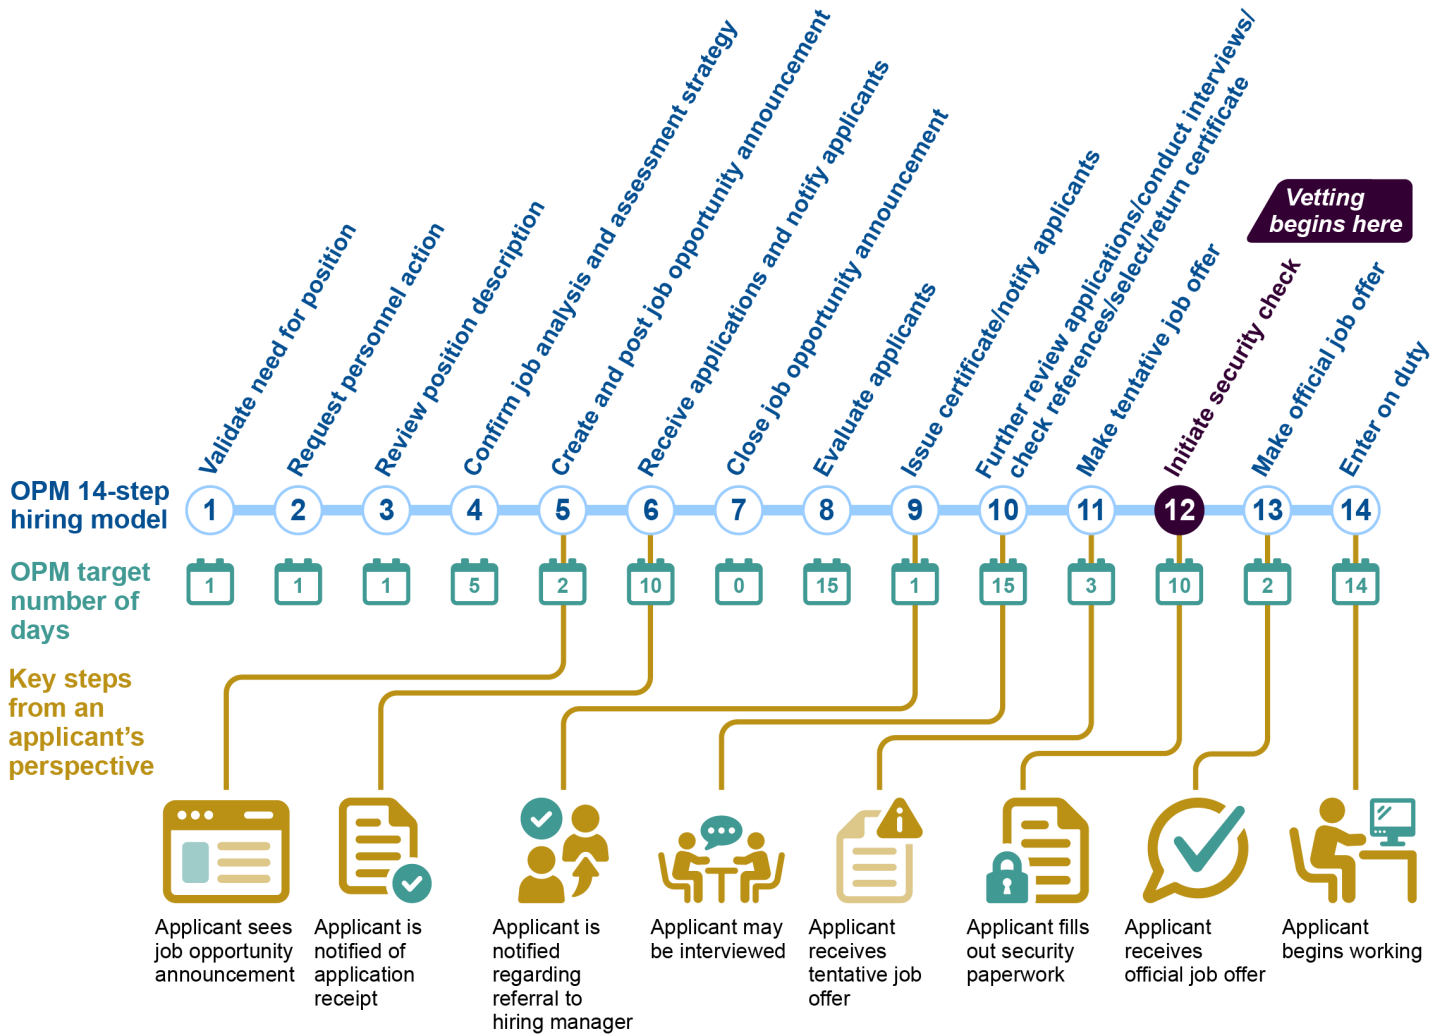 Validate need for position
Request personnel action
Review position description
Confirm job analysis and assessment strategy
Create and post job opportunity announcement
Receive applications and notify applicants
Close job opportunity announcement
Evaluate applicants
Issue certificate/notify applicants
Further review applications/conduct interviews/
check references/select/return certificate
Make tentative job offer
Initiate security check
Make official job offer
Enter on duty
Vetting
begins here
OPM 14-step
hiring model
1 2 3 4 5 6 7 8 9 10 11 12 13 14
OPM target
number of
days
1 1 1 5 2 10 0 15 1 15 3 10 2 14
Key steps
from an
applicant’s
perspective
Applicant sees
job opportunity
announcement
Applicant is
notified of
application
receipt
Applicant is
notified
regarding
referral to
hiring manager
Applicant may
be interviewed
Applicant
receives
tentative job
offer
Applicant fills
out security
paperwork
Applicant
receives
official job offer
Applicant
begins working